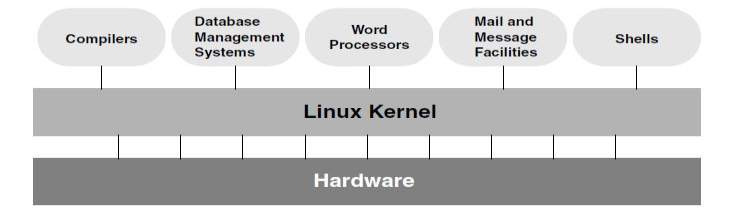 Compilers
Database
Management
Systems
Word
Processors
Mail and
Message
Facilities
Shells
Linux Kernel
Hardware